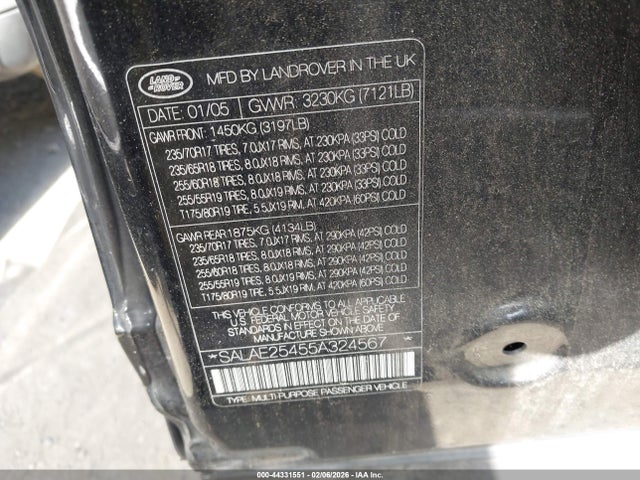 LAND ROVER
MFD BY LANDROVER IN THE UK
DATE: 01/05 GVWR: 3230KG (7121LB)
GAWR FRONT: 1450KG (3197LB)
235/70R17 TIRES, 7.0JX17 RIMS, AT 230KPA (33PSI) COLD
235/65R18 TIRES, 8.0JX18 RIMS, AT 230KPA (33PSI) COLD
255/60R18 TIRES, 8.0JX18 RIMS, AT 230KPA (33PSI) COLD
255/55R19 TIRES, 8.0JX19 RIMS, AT 230KPA (33PSI) COLD
T175/80R19 TIRE, 5.5JX19 RIM, AT 420KPA (60PSI) COLD
GAWR REAR: 1875KG (4134LB)
235/70R17 TIRES, 7.0JX17 RIMS, AT 290KPA (42PSI) COLD
235/65R18 TIRES, 8.0JX18 RIMS, AT 290KPA (42PSI) COLD
255/60R18 TIRES, 8.0JX18 RIMS, AT 290KPA (42PSI) COLD
255/55R19 TIRES, 8.0JX19 RIMS, AT 290KPA (42PSI) COLD
T175/80R19 TIRE, 5.5JX19 RIM, AT 420KPA (60PSI) COLD
THIS VEHICLE CONFORMS TO ALL APPLICABLE
U.S. FEDERAL MOTOR VEHICLE SAFETY
STANDARDS IN EFFECT ON THE DATE OF
MANUFACTURE SHOWN ABOVE
*SALAE25455A324567*
TYPE: MULTI-PURPOSE PASSENGER VEHICLE
000-44331551 - 02/06/2026 - IAA Inc.